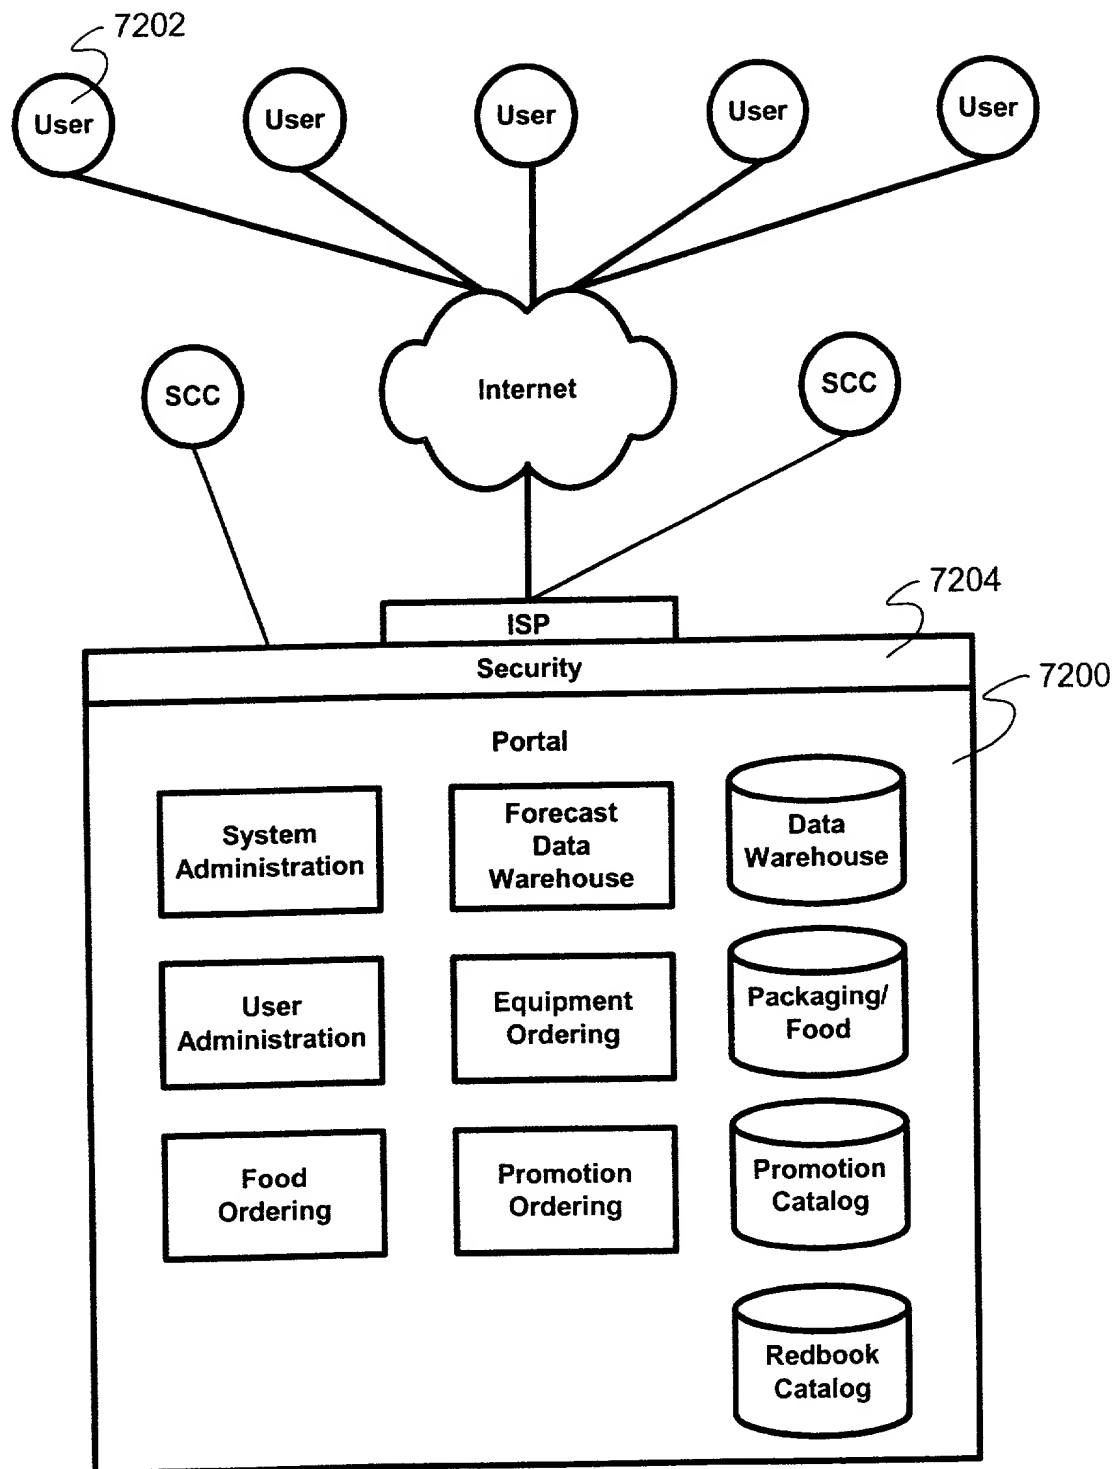 7202
User
User
User
User
User
SCC
Internet
SCC
7204
ISP
Security
7200
Portal
System
Administration
Forecast
Data
Warehouse
Data
Warehouse
User
Administration
Equipment
Ordering
Packaging/
Food
Food
Ordering
Promotion
Ordering
Promotion
Catalog
Redbook
Catalog